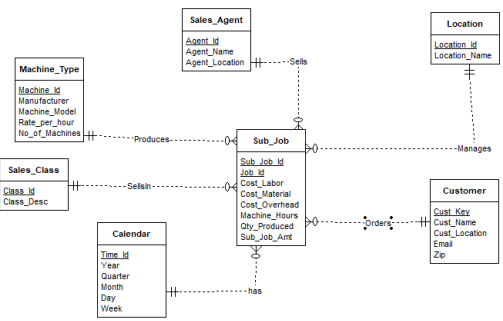 Sales_Agent
Agent_Id
Agent_Name
Agent_Location
Location
Location_Id
Location_Name
Sells
Machine_Type
Machine_Id
Manufacturer
Machine_Model
Rate_per_hour
No_of_Machines
Produces
Manages
Sub_Job
Sub_Job_Id
Job_Id
Cost_Labor
Cost_Material
Cost_Overhead
Machine_Hours
Qty_Produced
Sub_Job_Amt
Sales_Class
Class_Id
Class_Desc
SellsIn
Customer
Cust_Key
Cust_Name
Cust_Location
Email
Zip
Orders
Calendar
Time_Id
Year
Quarter
Month
Day
Week
has